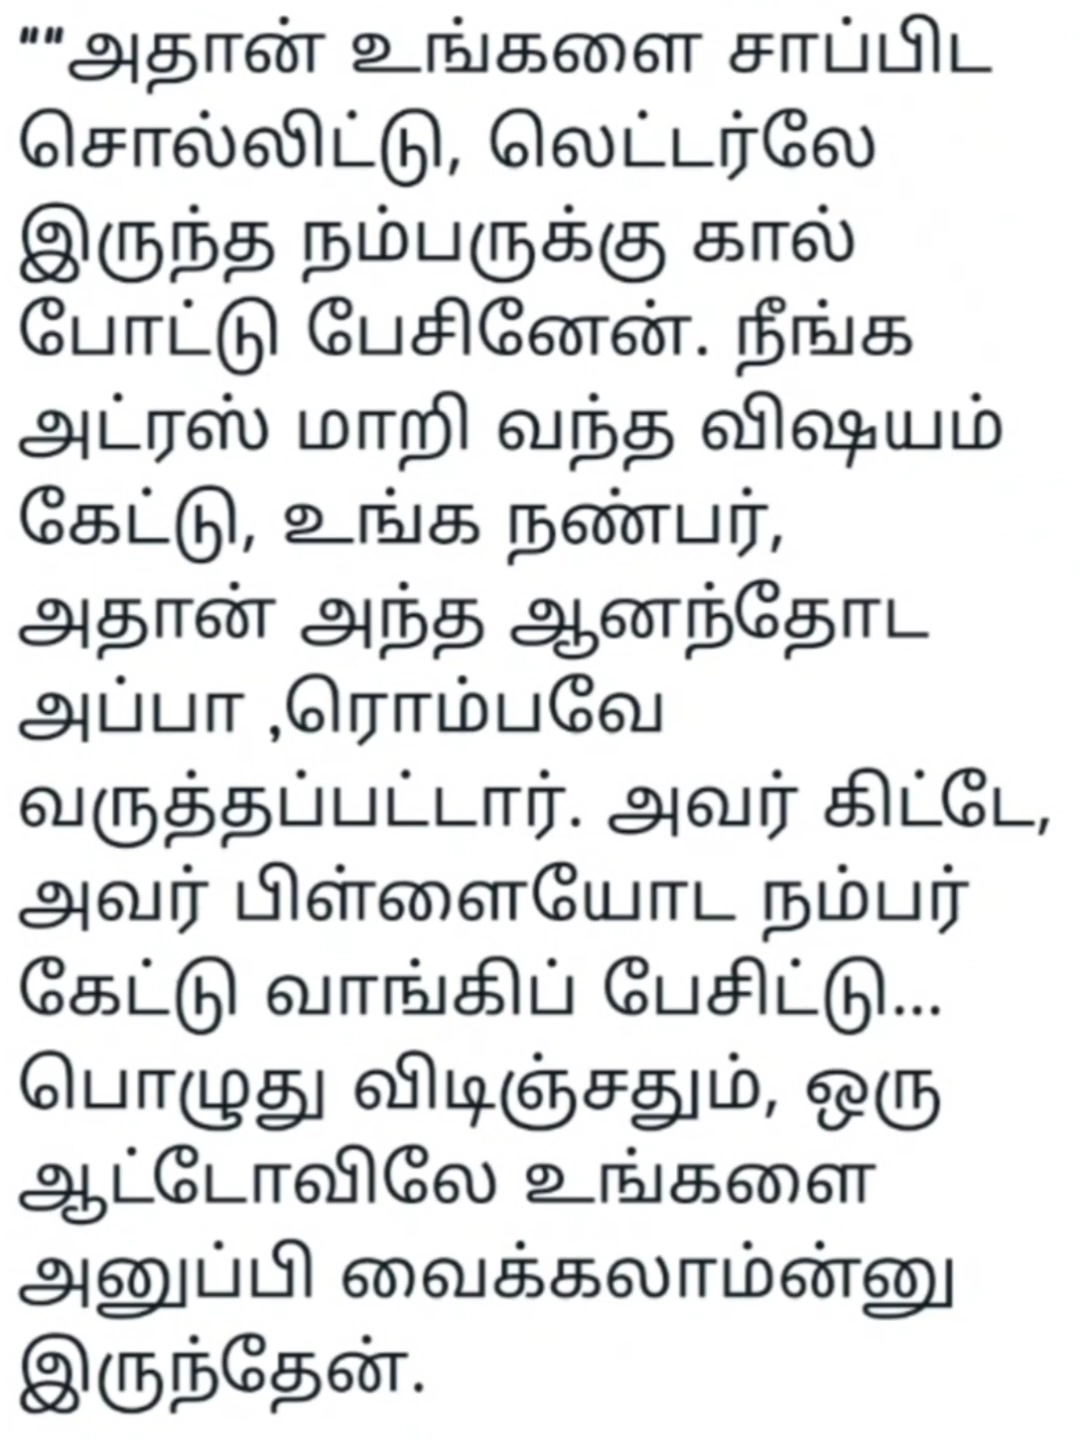 ""அதான் உங்களை சாப்பிட
சொல்லிட்டு, லெட்டர்லே
இருந்த நம்பருக்கு கால்
போட்டு பேசினேன். நீங்க
அட்ரஸ் மாறி வந்த விஷயம்
கேட்டு, உங்க நண்பர்,
அதான் அந்த ஆனந்தோட
அப்பா ,ரொம்பவே
வருத்தப்பட்டார். அவர் கிட்டே,
அவர் பிள்ளையோட நம்பர்
கேட்டு வாங்கிப் பேசிட்டு...
பொழுது விடிஞ்சதும், ஒரு
ஆட்டோவிலே உங்களை
அனுப்பி வைக்கலாம்ன்னு
இருந்தேன்.